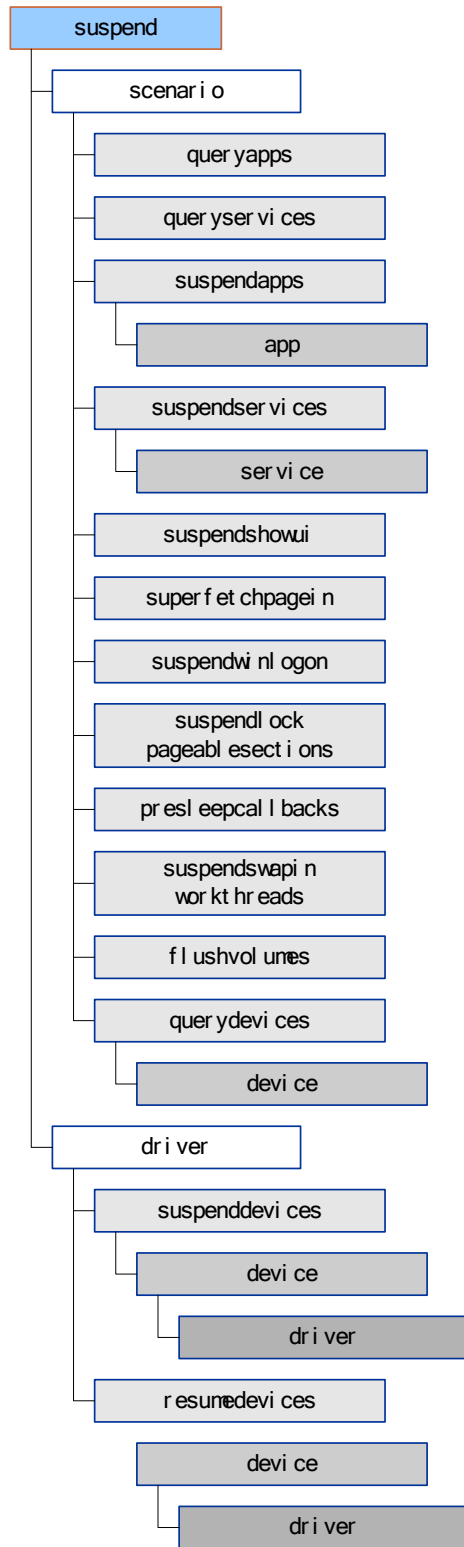 suspend
scenario
queryapps
queryservices
suspendapps
app
suspendservices
service
suspendshowui
superfetchpagein
suspendwinlogon
suspendlock
pageablesections
presleepcallbacks
suspendswapin
workthreads
flushvolumes
querydevices
device
driver
suspenddevices
device
driver
resumedevices
device
driver